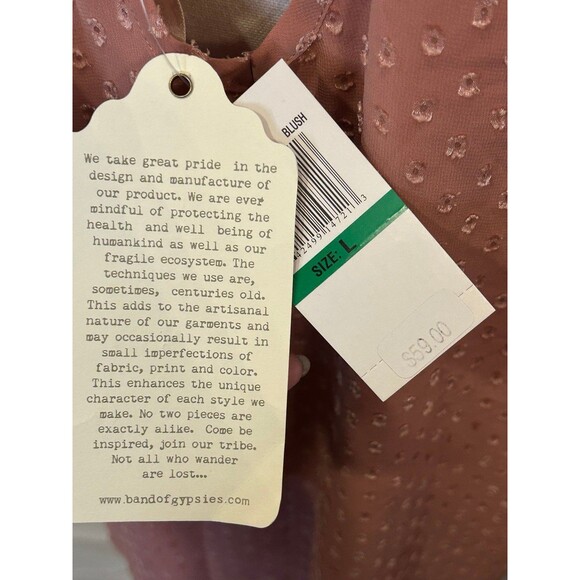 We take great pride in the
design and manufacture of
our product. We are ever
mindful of protecting the
health and well being of
humankind as well as our
fragile ecosystem. The
techniques we use are,
sometimes, centuries old.
This adds to the artisanal
nature of our garments and
may occasionally result in
small imperfections of
fabric, print and color.
This enhances the unique
character of each style we
make. No two pieces are
exactly alike. Come be
inspired, join our tribe.
Not all who wander
are lost...
www.bandofgypsies.com
BLUSH
42499 14721 3
SIZE: L
$59.00